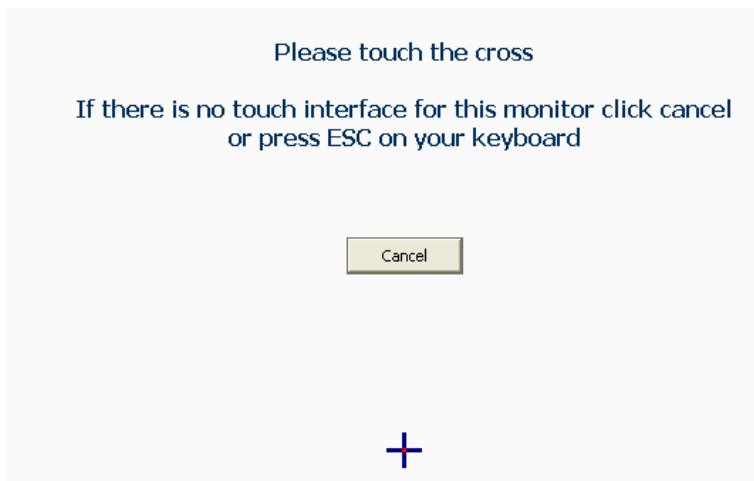 Please touch the cross
If there is no touch interface for this monitor click cancel
or press ESC on your keyboard
Cancel